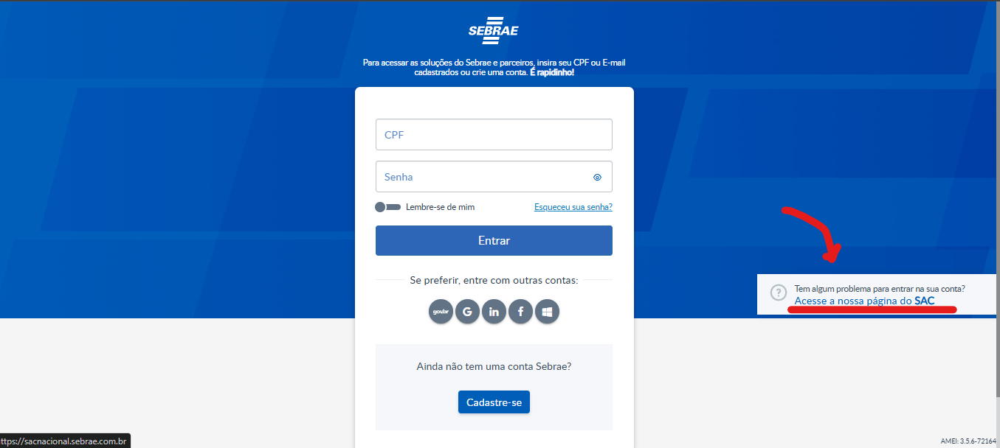 SEBRAE
Para acessar as soluções do Sebrae e parceiros, insira seu CPF ou E-mail
cadastrados ou crie uma conta. É rapidinho!
CPF
Senha
Lembre-se de mim
Esqueceu sua senha?
Entrar
Se preferir, entre com outras contas:
gov.br
G
in
f
?
Tem algum problema para entrar na sua conta?
Acesse a nossa página do SAC
Ainda não tem uma conta Sebrae?
Cadastre-se
ttps://sacnacional.sebrae.com.br
AMEI: 3.5.6-72164